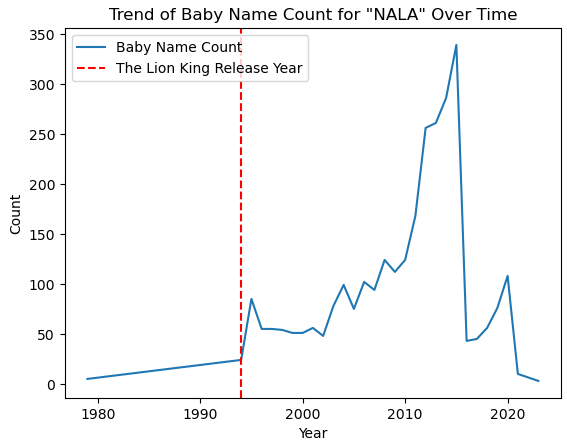 Trend of Baby Name Count for "NALA" Over Time
Baby Name Count
The Lion King Release Year
350
300
250
200
150
100
50
0
Count
1980 1990 2000 2010 2020
Year